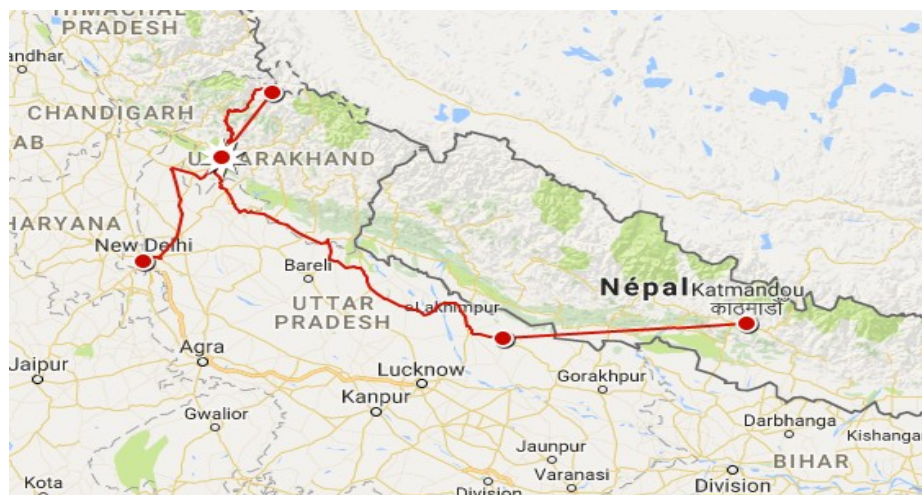 HIMACHAL
PRADESH
andhar
CHANDIGARH
AB
UTTARAKHAND
HARYANA
New Delhi
Bareli
Népal
Katmandou
काठमाडौँ
Lakhimpur
UTTAR
PRADESH
Agra
Jaipur
Lucknow
Gorakhpur
Kanpur
Gwalior
Darbhanga
Kishangan
Jaunpur
BIHAR
Varanasi
Kota
Division
Division